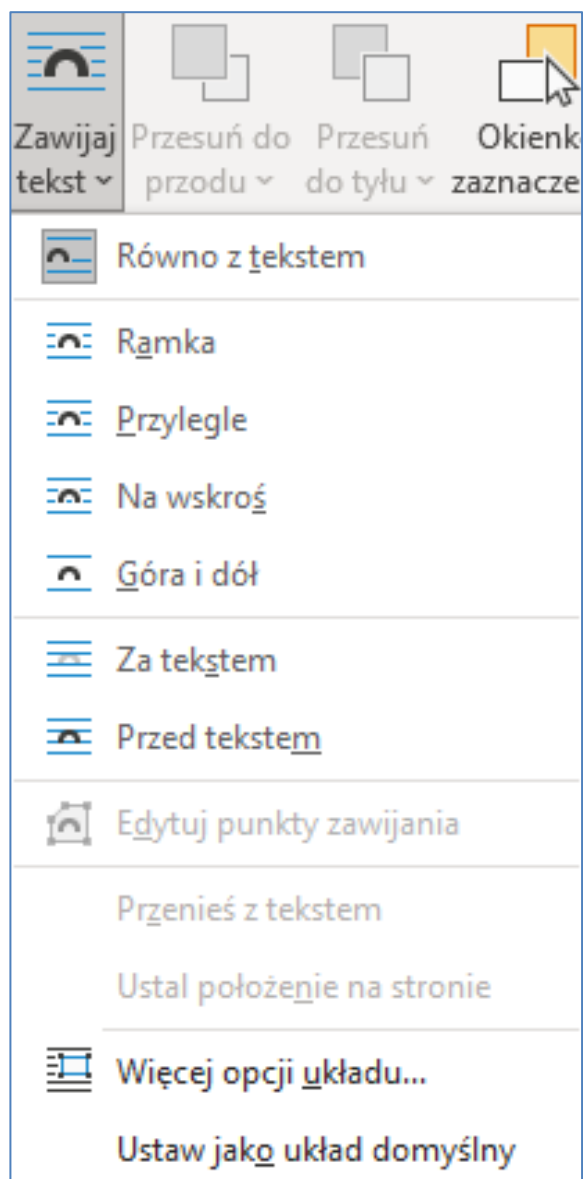 Zawijaj Przesuń do Przesuń Okienk
tekst przodu do tyłu zaznacze
Równo z tekstem
Ramka
Przylegle
Na wskroś
Góra i dół
Za tekstem
Przed tekstem
Edytuj punkty zawijania
Przenieś z tekstem
Ustal położenie na stronie
Więcej opcji układu...
Ustaw jako układ domyślny